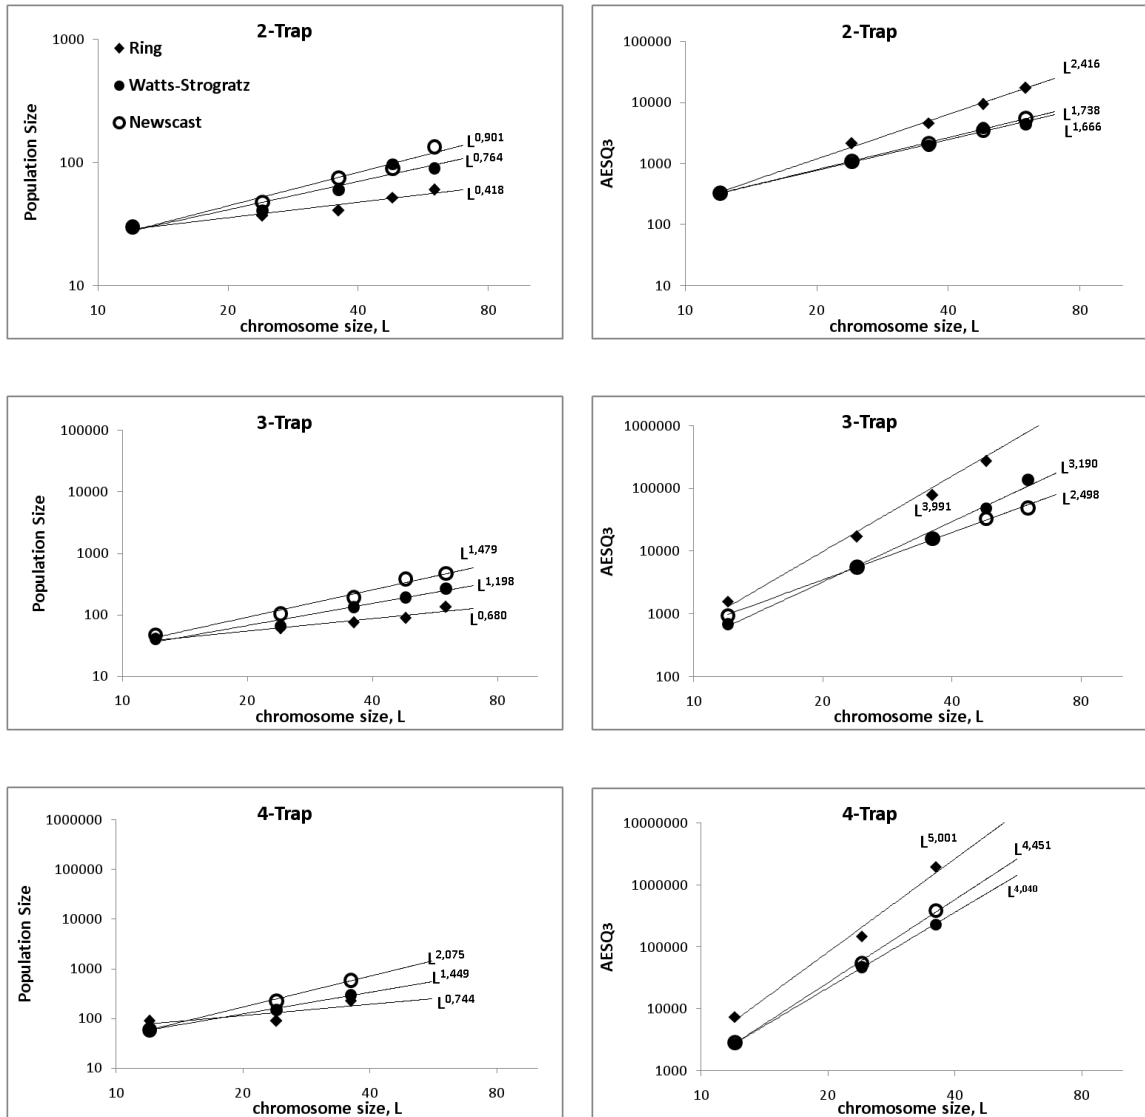 2-Trap
1000
100
10
10 20 40 80
Population Size
chromosome size, L
Ring
Watts-Strogratz
Newscast
L0,901
L0,764
L0,418
2-Trap
100000
10000
1000
100
10
10 20 40 80
AESQ3
chromosome size, L
L2,416
L1,738
L1,666
3-Trap
100000
10000
1000
100
10
10 20 40 80
Population Size
chromosome size, L
L1,479
L1,198
L0,680
3-Trap
1000000
100000
10000
1000
100
10 20 40 80
AESQ3
chromosome size, L
L3,190
L2,498
L3,991
4-Trap
1000000
100000
10000
1000
100
10
10 20 40 80
Population Size
chromosome size, L
L2,075
L1,449
L0,744
4-Trap
10000000
1000000
100000
10000
1000
10 20 40 80
AESQ3
chromosome size, L
L5,001
L4,451
L4,040